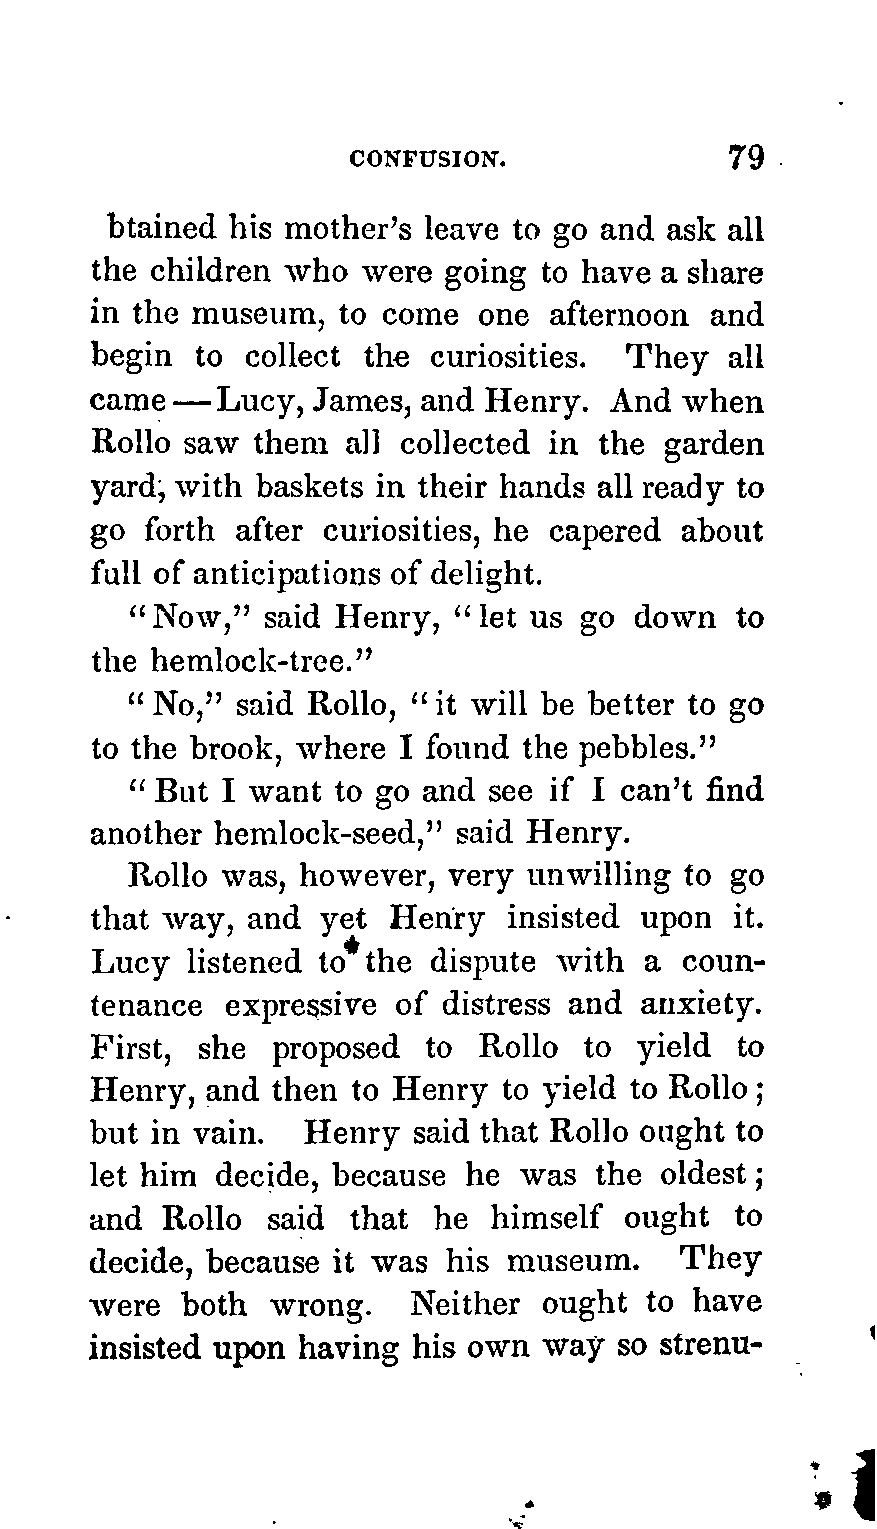 CONFUSION. 79
btained his mother's leave to go and ask all
the children who were going to have a share
in the museum, to come one afternoon and
begin to collect the curiosities. They all
came—Lucy, James, and Henry. And when
Rollo saw them all collected in the garden
yard, with baskets in their hands all ready to
go forth after curiosities, he capered about
full of anticipations of delight.
"Now," said Henry, "let us go down to
the hemlock-tree."
"No," said Rollo, "it will be better to go
to the brook, where I found the pebbles."
"But I want to go and see if I can't find
another hemlock-seed," said Henry.
Rollo was, however, very unwilling to go
that way, and yet Henry insisted upon it.
Lucy listened to the dispute with a coun-
tenance expressive of distress and anxiety.
First, she proposed to Rollo to yield to
Henry, and then to Henry to yield to Rollo;
but in vain. Henry said that Rollo ought to
let him decide, because he was the oldest;
and Rollo said that he himself ought to
decide, because it was his museum. They
were both wrong. Neither ought to have
insisted upon having his own way so strenu-